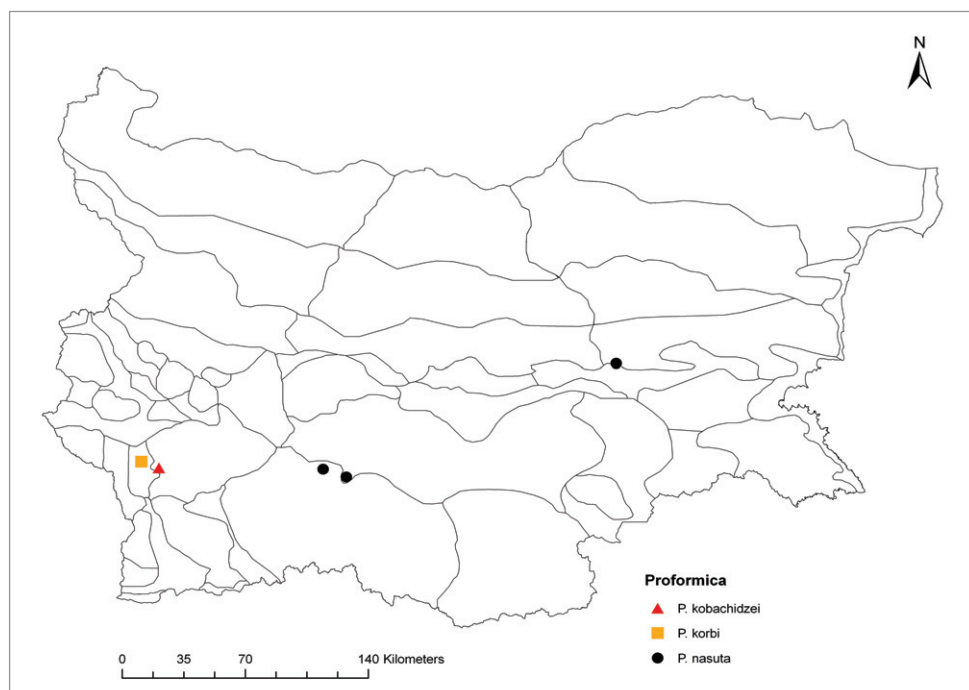 N
Proformica
P. kobachidzei
P. korbi
P. nasuta
0 35 70 140 Kilometers